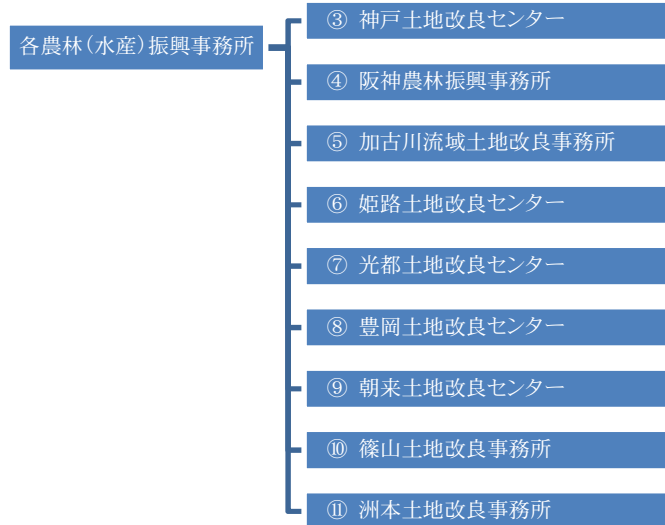 各農林（水産）振興事務所
③ 神戸土地改良センター
④ 阪神農林振興事務所
⑤ 加古川流域土地改良事務所
⑥ 姫路土地改良センター
⑦ 光都土地改良センター
⑧ 豊岡土地改良センター
⑨ 朝来土地改良センター
⑩ 篠山土地改良事務所
⑪ 洲本土地改良事務所